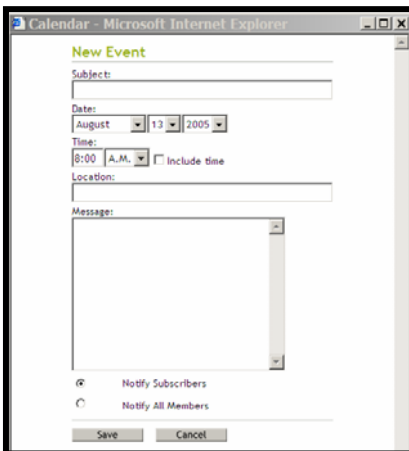 Calendar - Microsoft Internet Explorer
New Event
Subject:
Date:
August 13 2005
Time:
8:00 A.M. Include time
Location:
Message:
Notify Subscribers
Notify All Members
Save Cancel